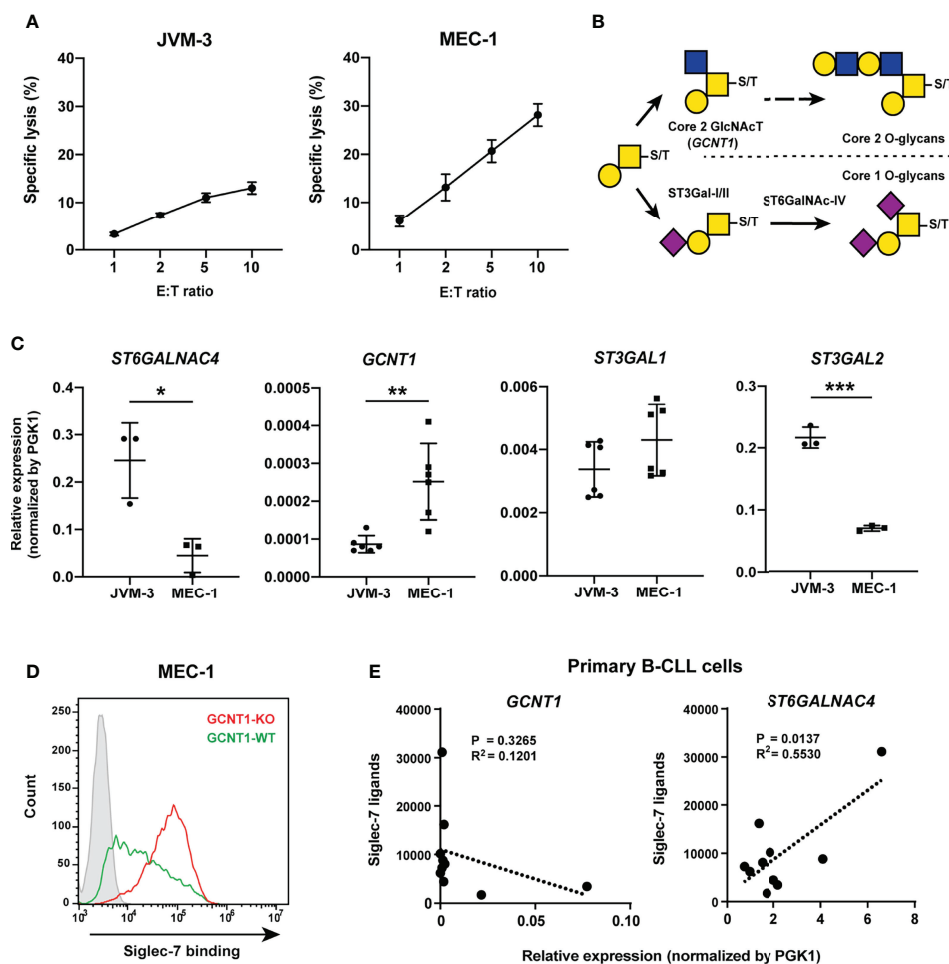 A
JVM-3
Specific lysis (%)
40
30
20
10
0
1 2 5 10
E:T ratio
MEC-1
Specific lysis (%)
40
30
20
10
0
1 2 5 10
E:T ratio
B
S/T
S/T
S/T
Core 2 GlcNAcT
(GCNT1)
Core 2 O-glycans
Core 1 O-glycans
ST3Gal-I/II
ST6GalNAc-IV
S/T
S/T
C
Relative expression
(normalized by PGK1)
ST6GALNAC4
*
0.4
0.3
0.2
0.1
0.0
JVM-3 MEC-1
GCNT1
**
0.0005
0.0004
0.0003
0.0002
0.0001
0.0000
JVM-3 MEC-1
ST3GAL1
0.006
0.004
0.002
0.000
JVM-3 MEC-1
ST3GAL2
***
0.2
0.1
0.0
JVM-3 MEC-1
D
MEC-1
Count
250
200
150
100
50
0
GCNT1-KO
GCNT1-WT
10³ 10⁴ 10⁵ 10⁶ 10⁷
Siglec-7 binding
E
Primary B-CLL cells
GCNT1
Siglec-7 ligands
40000
30000
20000
10000
0
P = 0.3265
R² = 0.1201
0 0.05 0.10
ST6GALNAC4
Siglec-7 ligands
40000
30000
20000
10000
0
P = 0.0137
R² = 0.5530
0 2 4 6 8
Relative expression (normalized by PGK1)